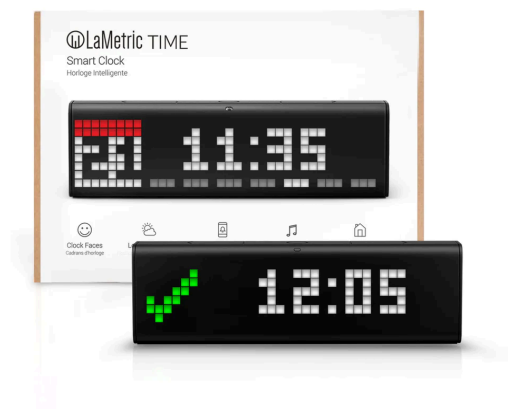 LaMetric TIME
Smart Clock
Horloge Intelligente
11:35
Clock Faces
Cadrans d'horloge
12:05